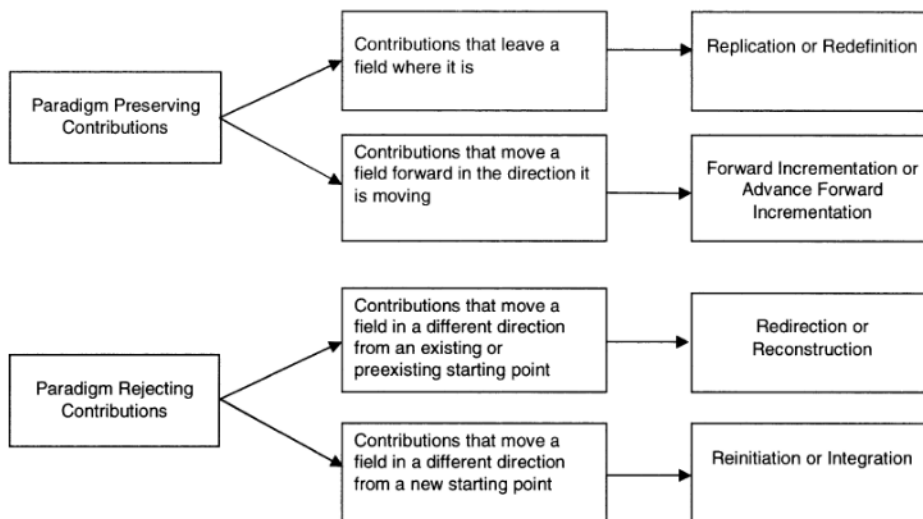 Paradigm Preserving
Contributions
Contributions that leave a
field where it is
Replication or Redefinition
Contributions that move a
field forward in the direction it
is moving
Forward Incrementation or
Advance Forward
Incrementation
Paradigm Rejecting
Contributions
Contributions that move a
field in a different direction
from an existing or
preexisting starting point
Redirection or
Reconstruction
Contributions that move a
field in a different direction
from a new starting point
Reinitiation or Integration